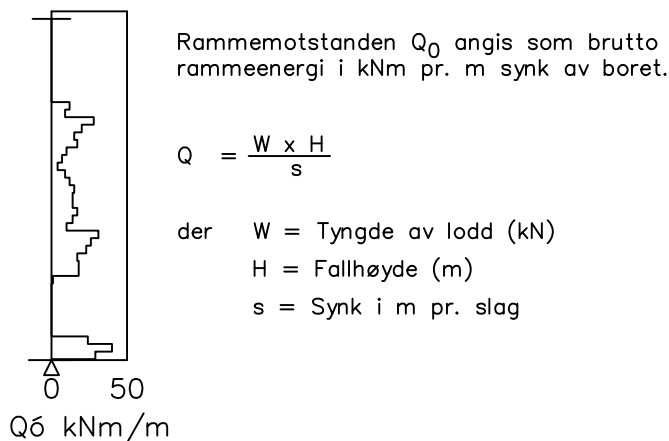 Rammemotstanden Q0 angis som brutto
rammeenergi i kNm pr. m synk av boret.
Q = W x H
s
der W = Tyngde av lodd (kN)
H = Fallhøyde (m)
s = Synk i m pr. slag
0 50
Qó kNm/m